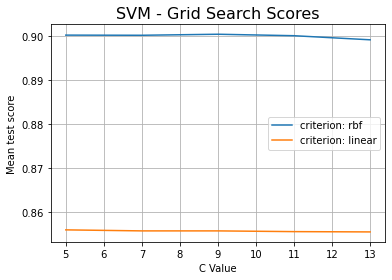 SVM - Grid Search Scores
Mean test score
0.90
0.89
0.88
0.87
0.86
criterion: rbf
criterion: linear
5 6 7 8 9 10 11 12 13
C Value